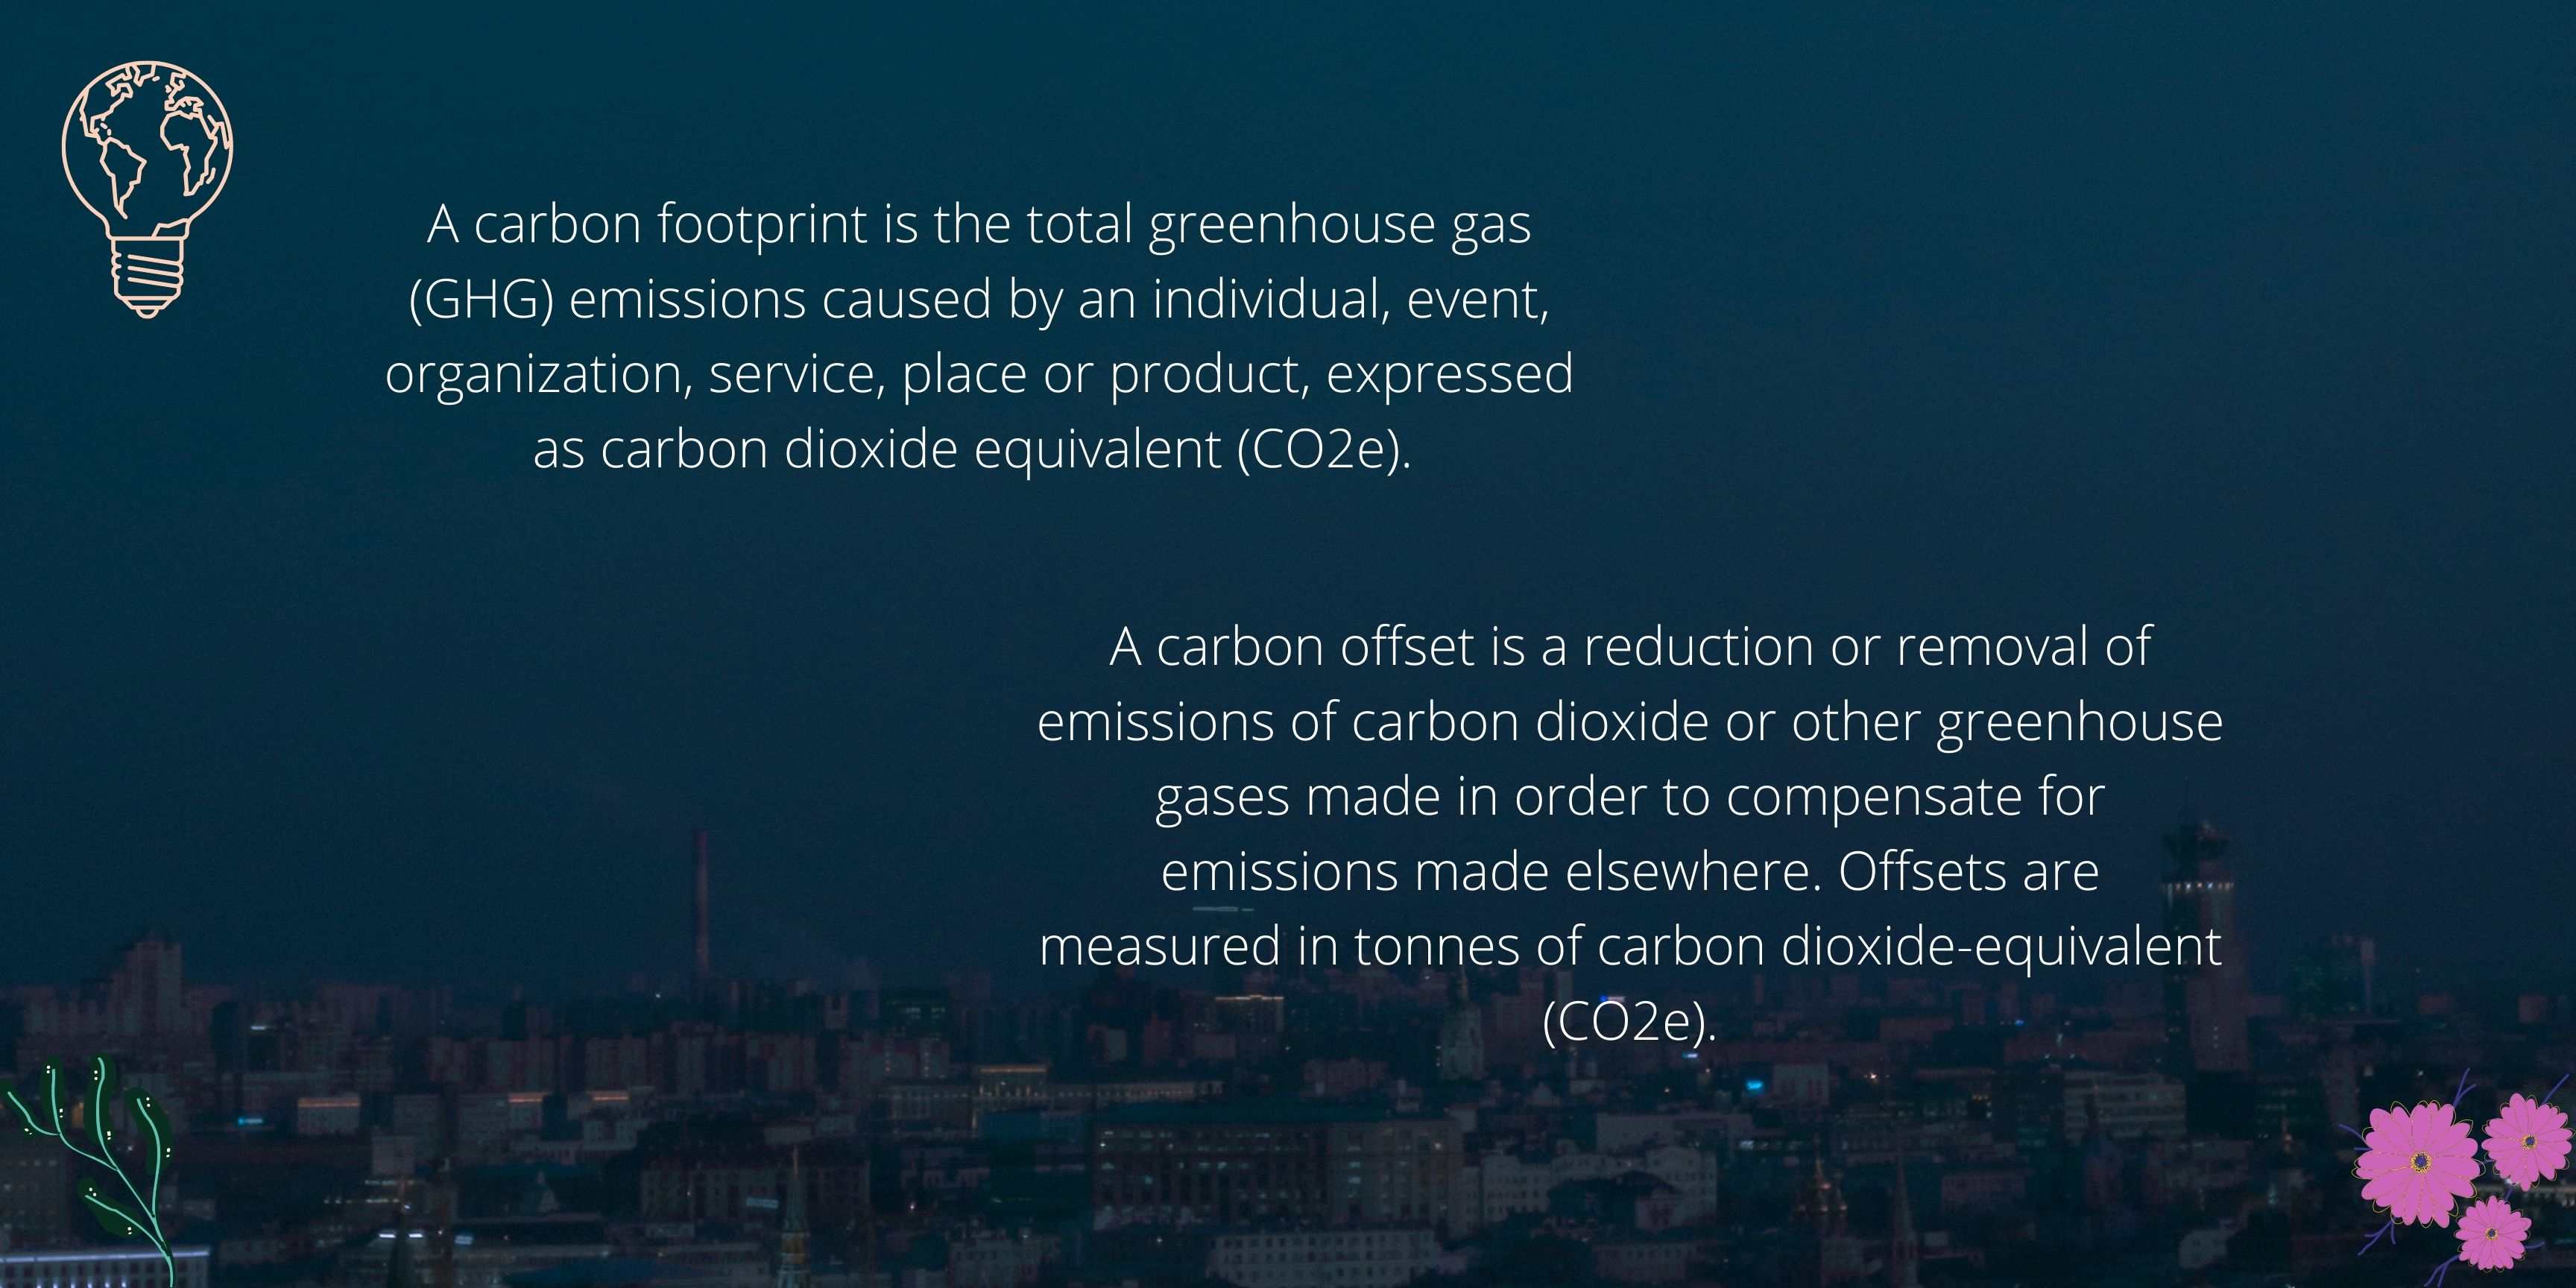 A carbon footprint is the total greenhouse gas
(GHG) emissions caused by an individual, event,
organization, service, place or product, expressed
as carbon dioxide equivalent (CO2e).
A carbon offset is a reduction or removal of
emissions of carbon dioxide or other greenhouse
gases made in order to compensate for
emissions made elsewhere. Offsets are
measured in tonnes of carbon dioxide-equivalent
(CO2e).